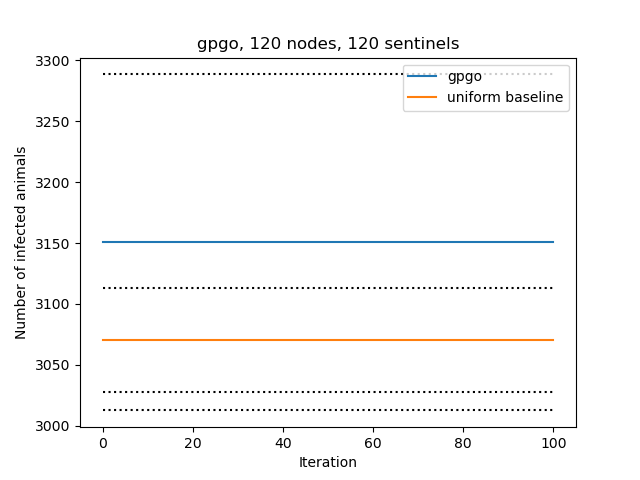 gpgo, 120 nodes, 120 sentinels
gpgo
uniform baseline
3300
3250
3200
3150
3100
3050
3000
Number of infected animals
0 20 40 60 80 100
Iteration